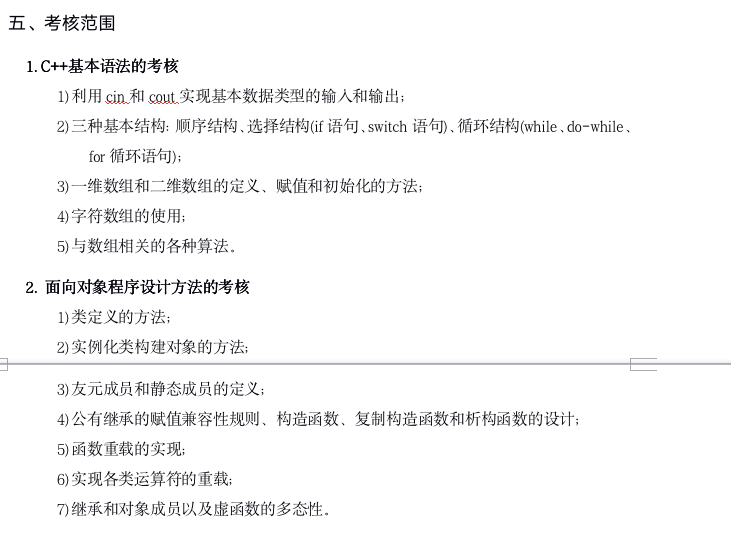 五、考核范围
1. C++基本语法的考核
1) 利用 cin 和 cout 实现基本数据类型的输入和输出;
2) 三种基本结构: 顺序结构、选择结构(if 语句、switch 语句)、循环结构(while、do-while、
for 循环语句);
3) 一维数组和二维数组的定义、赋值和初始化的方法;
4) 字符数组的使用;
5) 与数组相关的各种算法。
2. 面向对象程序设计方法的考核
1) 类定义的方法;
2) 实例化类构建对象的方法;
3) 友元成员和静态成员的定义;
4) 公有继承的赋值兼容性规则、构造函数、复制构造函数和析构函数的设计;
5) 函数重载的实现;
6) 实现各类运算符的重载;
7) 继承和对象成员以及虚函数的多态性。